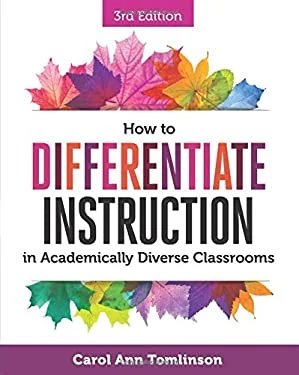 3rd Edition
How to
DIFFERENTIATE
INSTRUCTION
in Academically Diverse Classrooms
Carol Ann Tomlinson